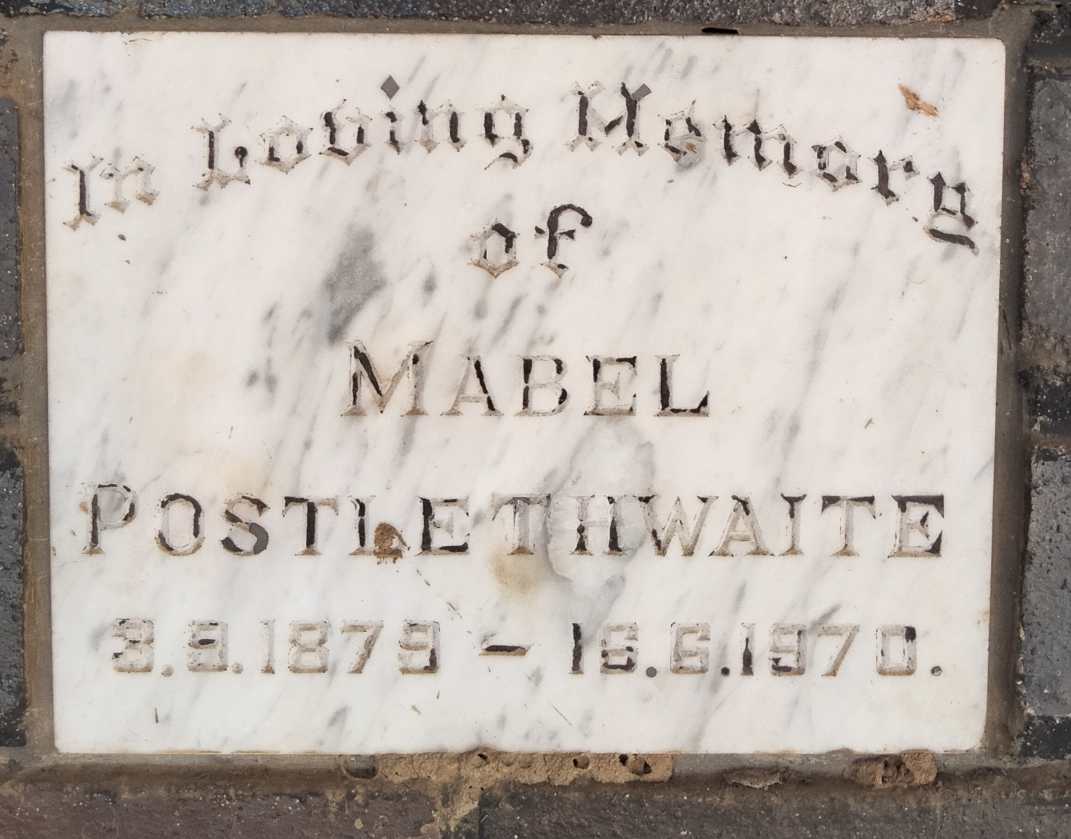 In Loving Memory
of
MABEL
POSTLETHWAITE
3.9.1879 – 16.6.1970.